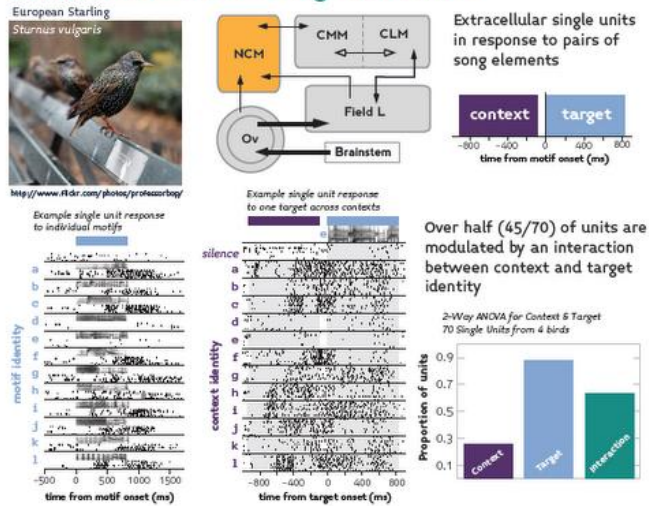 European Starling
Sturnus vulgaris
NCM
CMM
CLM
Field L
Ov
Brainstem
Extracellular single units
in response to pairs of
song elements
context
target
-800
-400
0
400
800
time from motif onset (ms)
Example single unit response
to individual motifs
motif identity
a
b
c
d
e
f
g
h
i
j
k
l
-500
0
500
1000
1500
time from motif onset (ms)
Example single unit response
to one target across contexts
e
silence
context identity
a
b
c
d
e
f
g
h
i
j
k
l
-800
-400
0
400
800
time from target onset (ms)
Over half (45/70) of units are
modulated by an interaction
between context and target
identity
2-Way ANOVA for Context & Target
70 Single Units from 4 birds
Proportion of units
0.9
0.7
0.5
0.3
0.1
Context
Target
Interaction